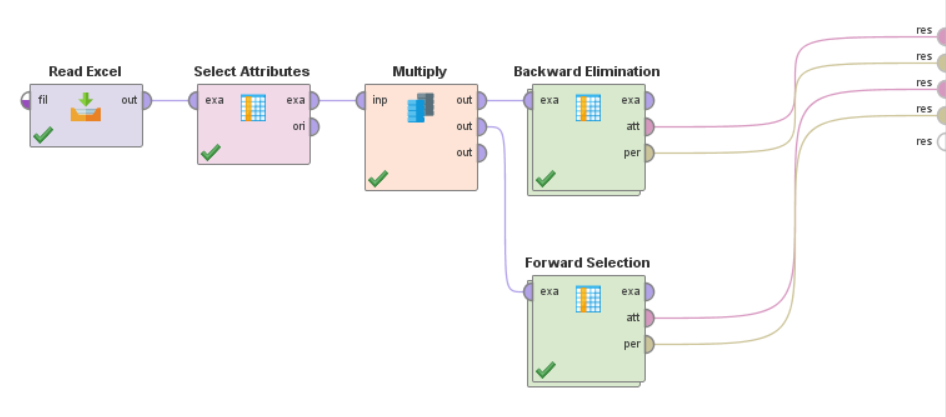 res
res
res
res
res
Read Excel
Select Attributes
Multiply
Backward Elimination
fil out
exa exa
ori
inp out
out
out
exa exa
att
per
Forward Selection
exa exa
att
per